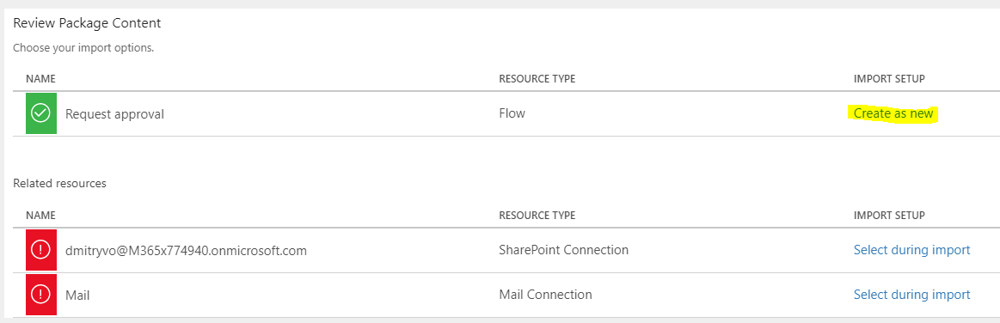 Review Package Content
Choose your import options.
NAME RESOURCE TYPE IMPORT SETUP
Request approval Flow Create as new
Related resources
NAME RESOURCE TYPE IMPORT SETUP
dmitryvo@M365x774940.onmicrosoft.com SharePoint Connection Select during import
Mail Mail Connection Select during import